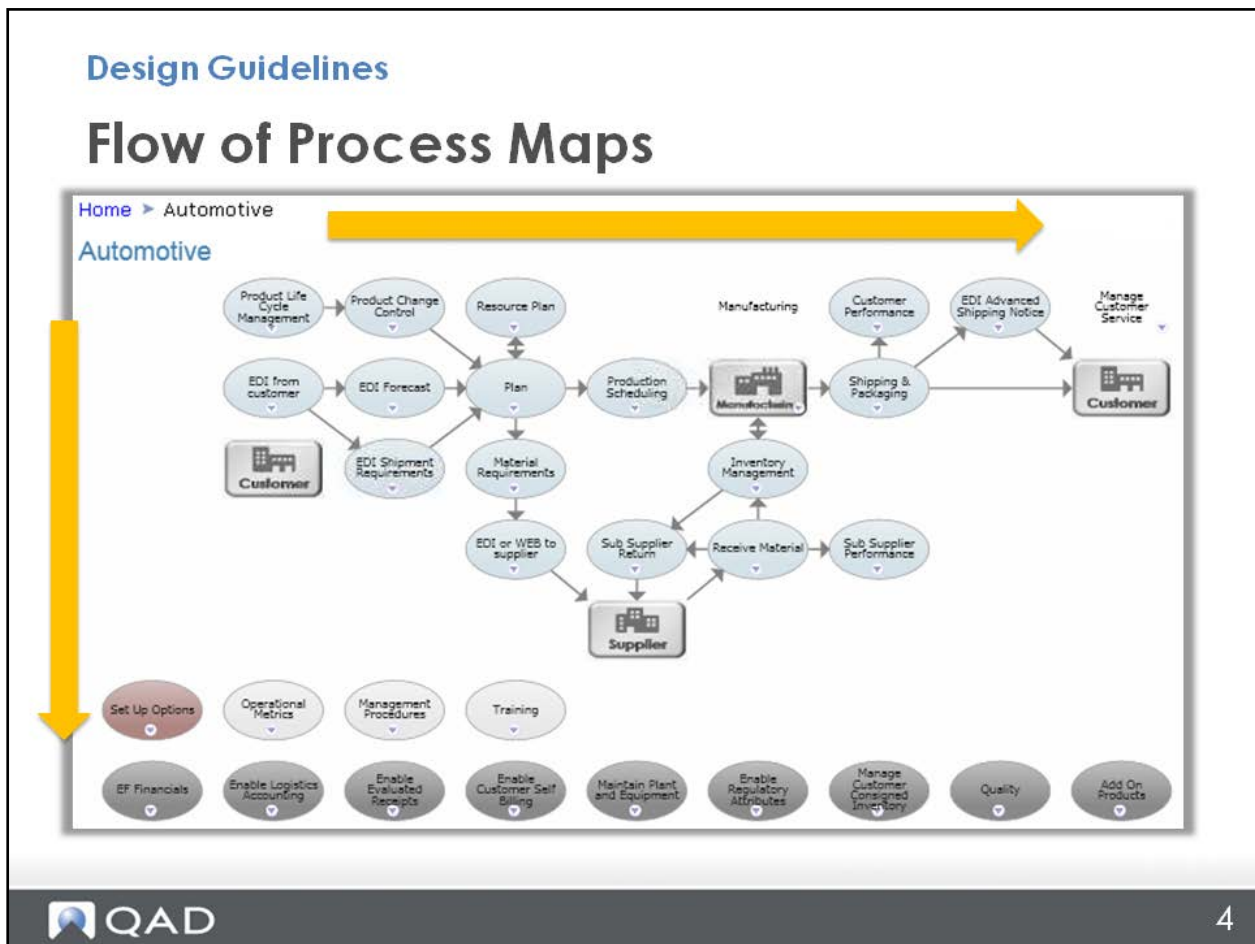 Design Guidelines
Flow of Process Maps
Home ➤ Automotive
Automotive
Product Life
Cycle
Management
Product Change
Control
Resource Plan
Manufacturing
Customer
Performance
EDI Advanced
Shipping Notice
Manage
Customer
Service
EDI from
customer
EDI Forecast
Plan
Production
Scheduling
Shipping &
Packaging
Customer
Customer
EDI Shipment
Requirements
Material
Requirements
Inventory
Management
EDI or WEB to
supplier
Sub Supplier
Return
Receive Material
Sub Supplier
Performance
Supplier
Set Up Options
Operational
Metrics
Management
Procedures
Training
EF Financials
Enable Logistics
Accounting
Enable
Evaluated
Receipts
Enable
Customer Self
Billing
Maintain Plant
and Equipment
Enable
Regulatory
Attributes
Manage
Customer
Consigned
Inventory
Quality
Add On
Products
QAD
4